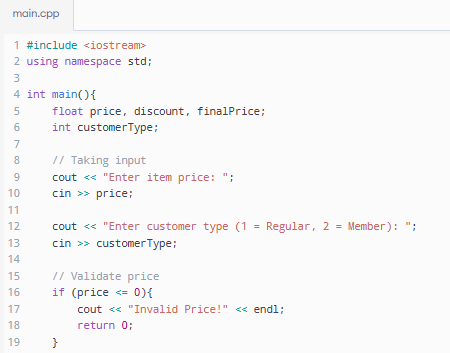 main.cpp
1 #include <iostream>
2 using namespace std;
3
4 int main(){
5     float price, discount, finalPrice;
6     int customerType;
7
8     // Taking input
9     cout << "Enter item price: ";
10     cin >> price;
11
12     cout << "Enter customer type (1 = Regular, 2 = Member): ";
13     cin >> customerType;
14
15     // Validate price
16     if (price <= 0){
17         cout << "Invalid Price!" << endl;
18         return 0;
19     }